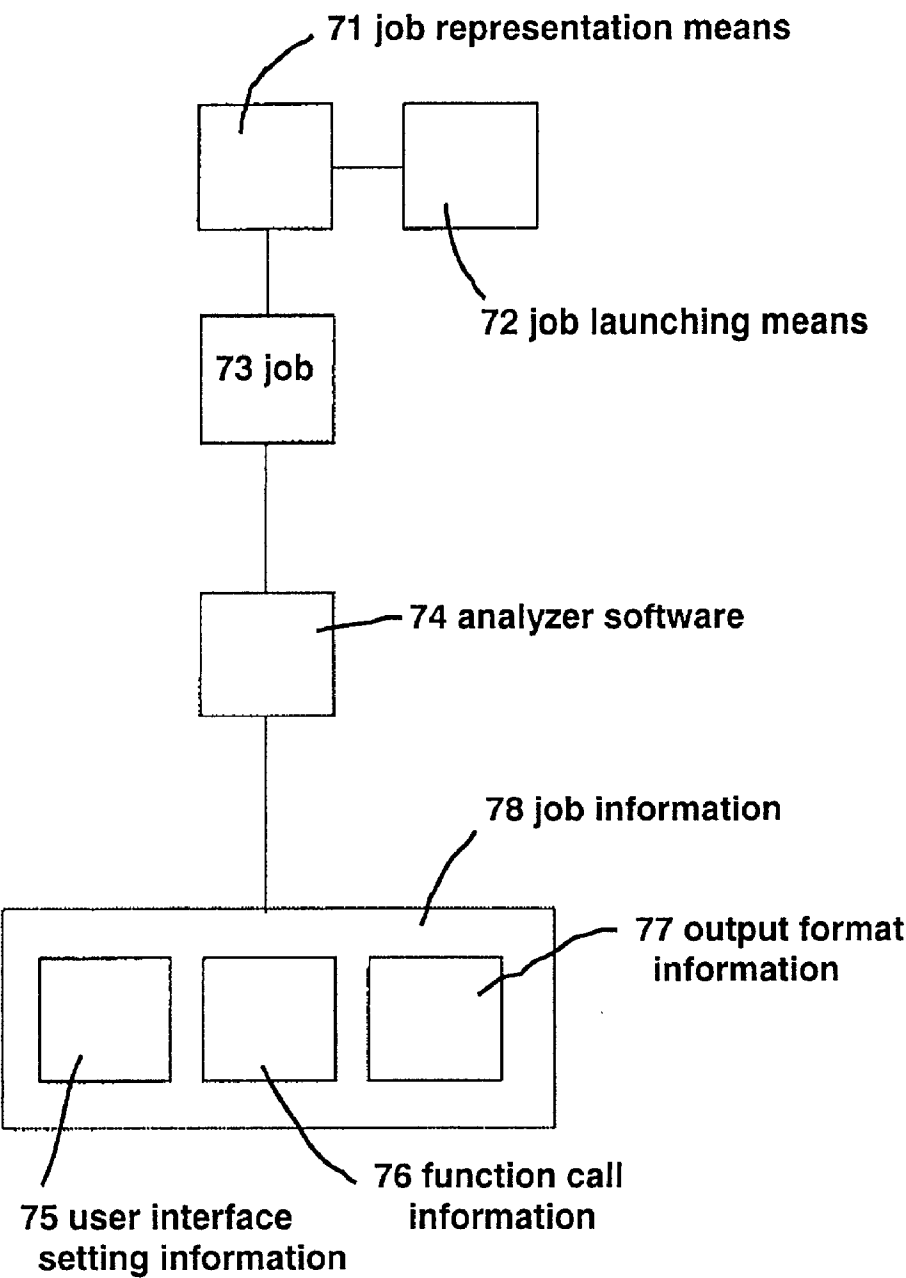 71 job representation means
72 job launching means
73 job
74 analyzer software
78 job information
77 output format
information
76 function call
information
75 user interface
setting information